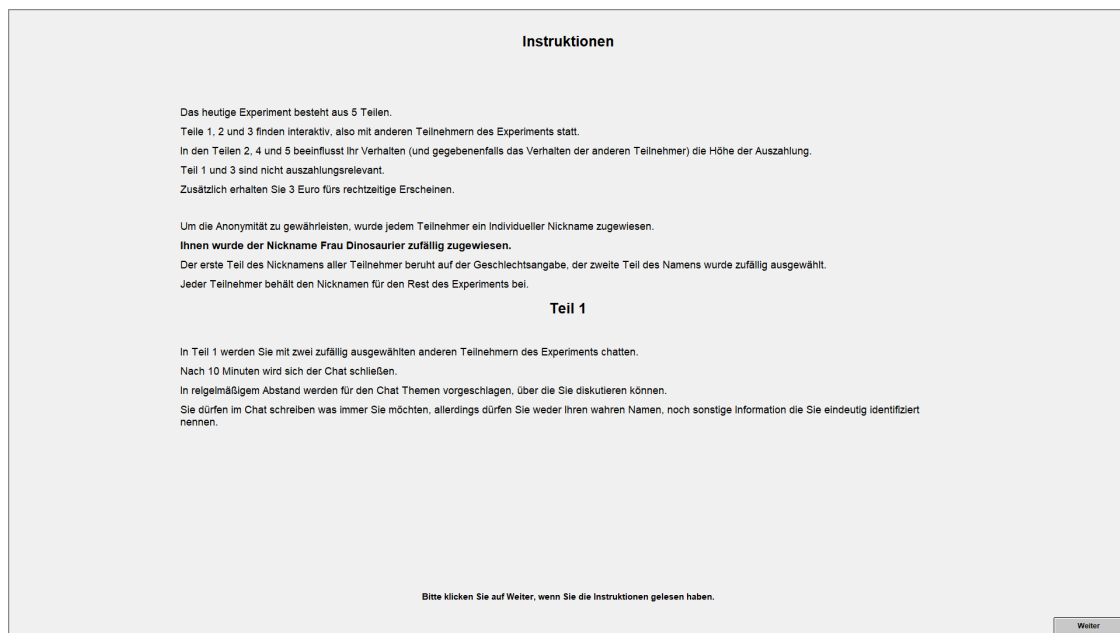 Instruktionen
Das heutige Experiment besteht aus 5 Teilen.
Teile 1, 2 und 3 finden interaktiv, also mit anderen Teilnehmern des Experiments statt.
In den Teilen 2, 4 und 5 beeinflusst Ihr Verhalten (und gegebenenfalls das Verhalten der anderen Teilnehmer) die Höhe der Auszahlung.
Teil 1 und 3 sind nicht auszahlungsrelevant.
Zusätzlich erhalten Sie 3 Euro fürs rechtzeitige Erscheinen.
Um die Anonymität zu gewährleisten, wurde jedem Teilnehmer ein Individueller Nickname zugewiesen.
Ihnen wurde der Nickname Frau Dinosaurier zufällig zugewiesen.
Der erste Teil des Nicknamens aller Teilnehmer beruht auf der Geschlechtsangabe, der zweite Teil des Namens wurde zufällig ausgewählt.
Jeder Teilnehmer behält den Nicknamen für den Rest des Experiments bei.
Teil 1
In Teil 1 werden Sie mit zwei zufällig ausgewählten anderen Teilnehmern des Experiments chatten.
Nach 10 Minuten wird sich der Chat schließen.
In relgelmäßigem Abstand werden für den Chat Themen vorgeschlagen, über die Sie diskutieren können.
Sie dürfen im Chat schreiben was immer Sie möchten, allerdings dürfen Sie weder Ihren wahren Namen, noch sonstige Information die Sie eindeutig identifiziert
nennen.
Bitte klicken Sie auf Weiter, wenn Sie die Instruktionen gelesen haben.
Weiter